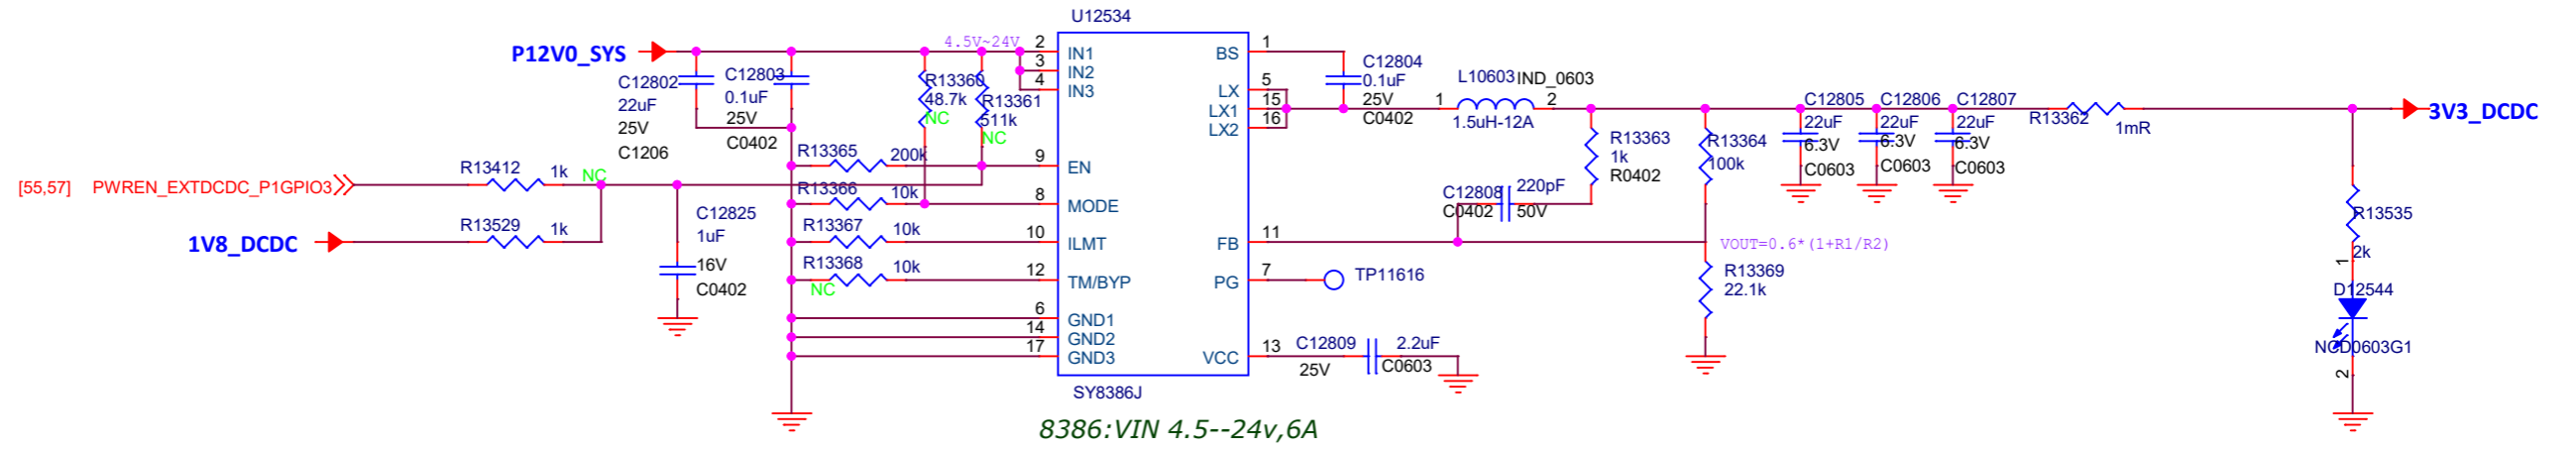 U12534
P12V0_SYS
4.5V~24V
C12802
22uF
25V
C1206
C12803
0.1uF
25V
C0402
R13360
48.7k
NC
R13361
511k
NC
2 IN1
3 IN2
4 IN3
BS 1
LX 5
LX1 15
LX2 16
C12804
0.1uF
25V
C0402
L10603 IND_0603
1 2
1.5uH-12A
R13363
1k
R0402
R13364
100k
C12805
22uF
6.3V
C0603
C12806
22uF
6.3V
C0603
C12807
22uF
6.3V
C0603
R13362
1mR
3V3_DCDC
[55,57] PWREN_EXTDCDC_P1GPIO3
R13412 1k
NC
1V8_DCDC
R13529 1k
C12825
1uF
16V
C0402
R13365 200k
9 EN
R13366 10k
8 MODE
R13367 10k
10 ILMT
R13368 10k
NC
12 TM/BYP
6 GND1
14 GND2
17 GND3
C12808 220pF
C0402 50V
FB 11
VOUT=0.6*(1+R1/R2)
PG 7
TP11616
R13369
22.1k
VCC 13
C12809 2.2uF
25V C0603
R13535
2k
1
D12544
NCD0603G1
2
SY8386J
8386:VIN 4.5--24v,6A